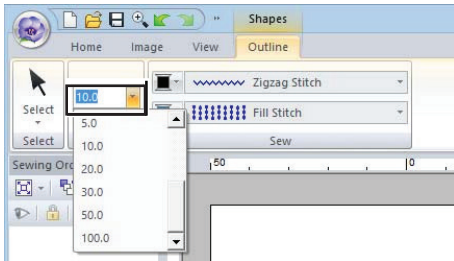 Shapes
Home Image View Outline
Select
10.0
Zigzag Stitch
Fill Stitch
Select
Sew
5.0
10.0
20.0
30.0
50.0
100.0
Sewing Or
50
0